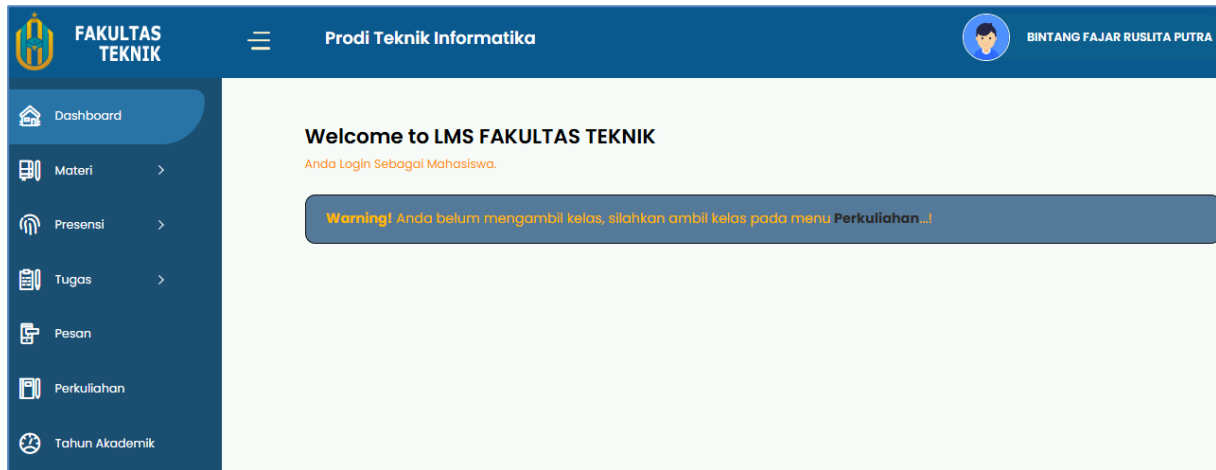 FAKULTAS
TEKNIK
Prodi Teknik Informatika
BINTANG FAJAR RUSLITA PUTRA
Dashboard
Materi
Presensi
Tugas
Pesan
Perkuliahan
Tahun Akademik
Welcome to LMS FAKULTAS TEKNIK
Anda Login Sebagai Mahasiswa.
Warning! Anda belum mengambil kelas, silahkan ambil kelas pada menu Perkuliahan...!